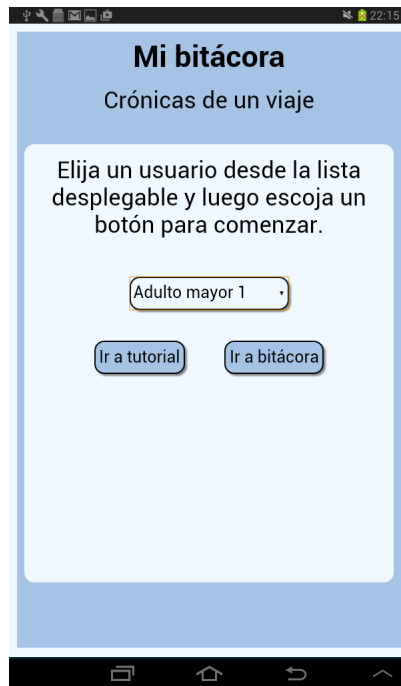 22:15
Mi bitácora
Crónicas de un viaje
Elija un usuario desde la lista
desplegable y luego escoja un
botón para comenzar.
Adulto mayor 1
Ir a tutorial
Ir a bitácora